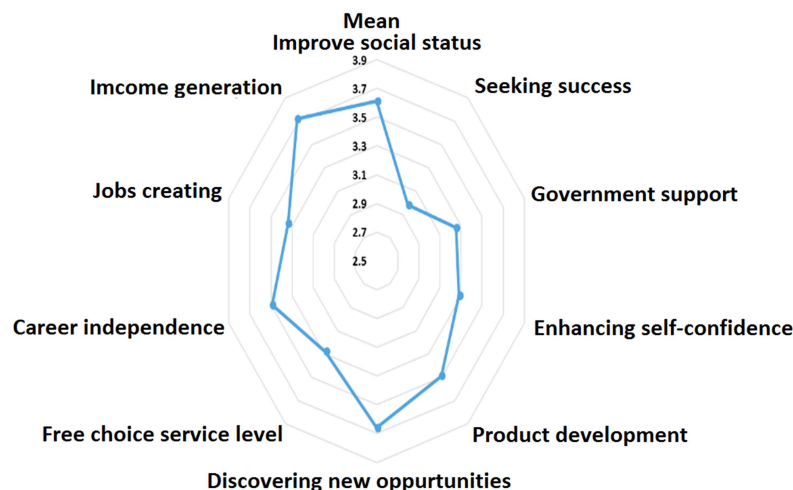 Mean
Improve social status
3.9
Imcome generation
3.7
Seeking success
3.5
3.3
3.1
Jobs creating
Government support
2.9
2.7
2.5
Career independence
Enhancing self-confidence
Free choice service level
Product development
Discovering new oppurtunities